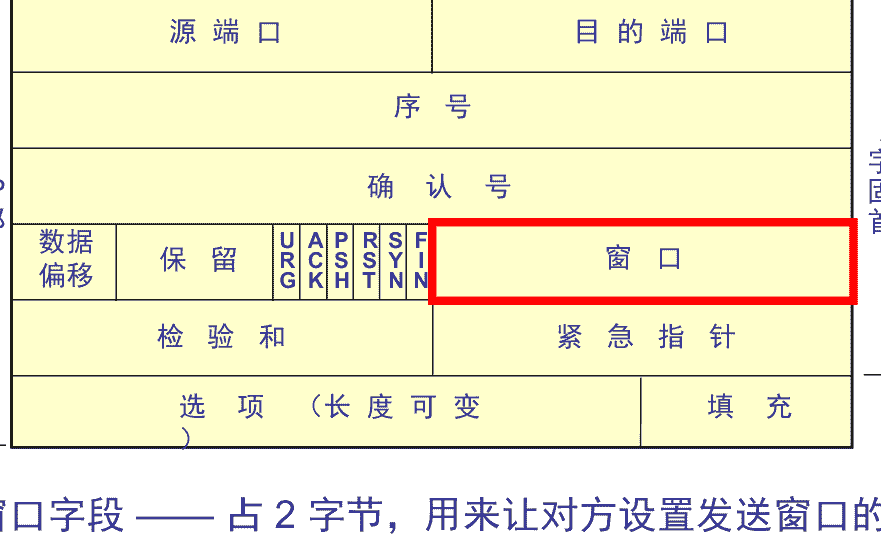 源端口
目的端口
序号
确认号
数据
偏移
保留
URG
ACK
PSH
RST
SYN
FIN
窗口
检验和
紧急指针
选项（长度可变
）
填充
窗口字段 —— 占 2 字节，用来让对方设置发送窗口的